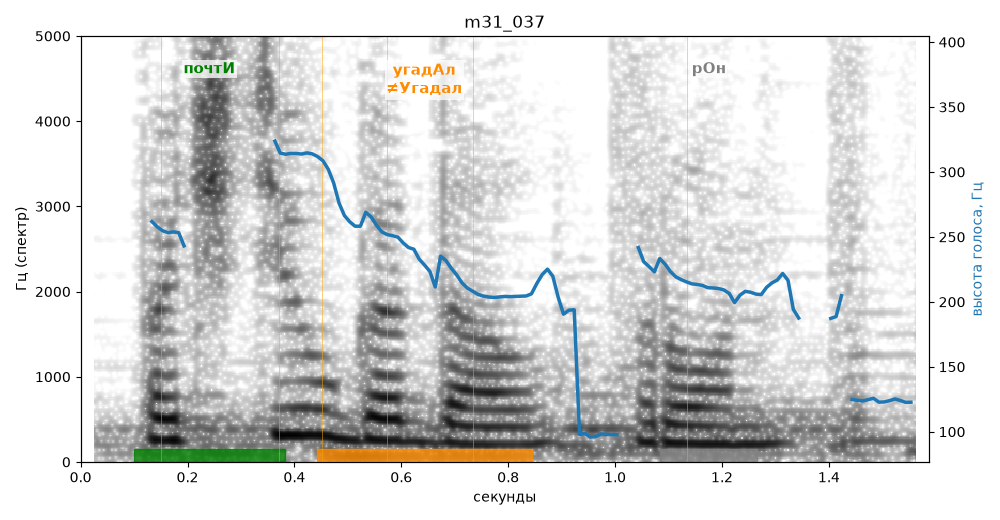 m31_037
5000
4000
3000
2000
1000
0
Гц (спектр)
почтИ
угадАл
≠Угадал
рОн
400
350
300
250
200
150
100
высота голоса, Гц
0.0 0.2 0.4 0.6 0.8 1.0 1.2 1.4
секунды